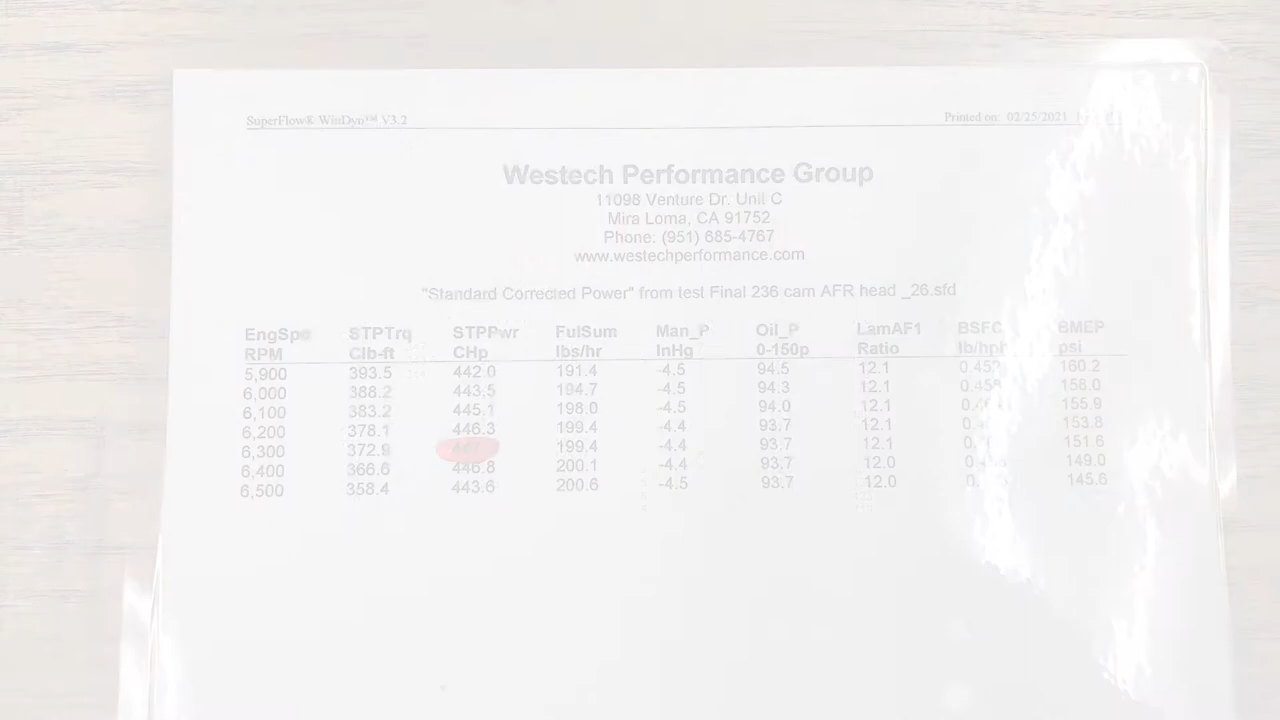 SuperFlow® WinDyn™ V3.2 Printed on: 02/25/2021
Westech Performance Group
11098 Venture Dr. Unit C
Mira Loma, CA 91752
Phone: (951) 685-4767
www.westechperformance.com
"Standard Corrected Power" from test Final 236 cam AFR head _26.sfd
EngSpd STPTrq STPPwr FulSum Man_P Oil_P LamAF1 BSFC BMEP
RPM Clb-ft CHp lbs/hr InHg 0-150p Ratio lb/hph psi
5,900 393.5 442.0 191.4 -4.5 94.5 12.1 0.452 160.2
6,000 388.2 443.5 194.7 -4.5 94.3 12.1 158.0
6,100 383.2 445.1 198.0 -4.5 94.0 12.1 155.9
6,200 378.1 446.3 199.4 -4.4 93.7 12.1 153.8
6,300 372.9 199.4 -4.4 93.7 12.1 151.6
6,400 366.6 446.8 200.1 -4.4 93.7 12.0 149.0
6,500 358.4 443.6 200.6 -4.5 93.7 12.0 145.6